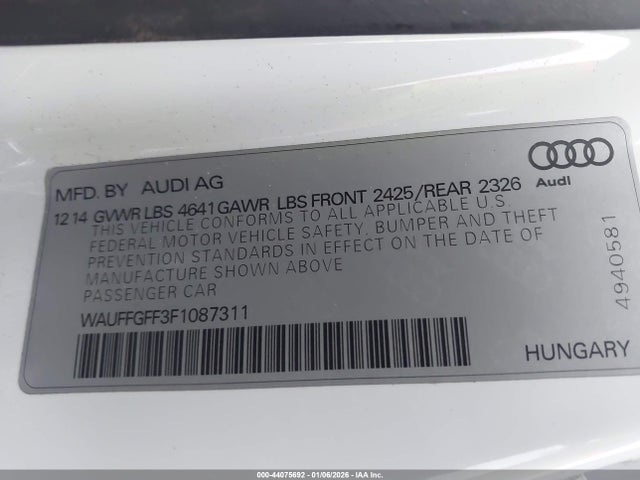 MFD. BY AUDI AG
Audi
12 14 GVWR LBS 4641 GAWR LBS FRONT 2425/REAR 2326
THIS VEHICLE CONFORMS TO ALL APPLICABLE U.S.
FEDERAL MOTOR VEHICLE SAFETY. BUMPER AND THEFT
PREVENTION STANDARDS IN EFFECT ON THE DATE OF
MANUFACTURE SHOWN ABOVE
PASSENGER CAR
WAUFFGFF3F1087311
4940581
HUNGARY
000-44075692 - 01/06/2026 - IAA Inc.